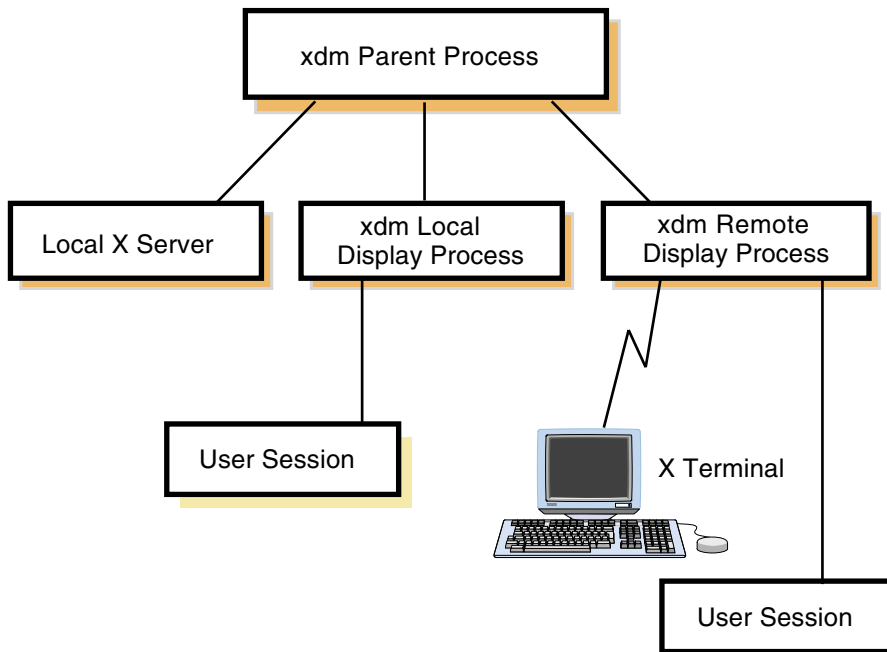 xdm Parent Process
Local X Server
xdm Local
Display Process
xdm Remote
Display Process
User Session
X Terminal
User Session